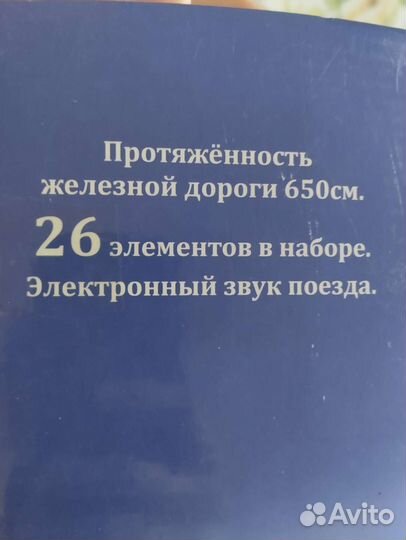 Протяжённость
железной дороги 650см.
26 элементов в наборе.
Электронный звук поезда.
Avito